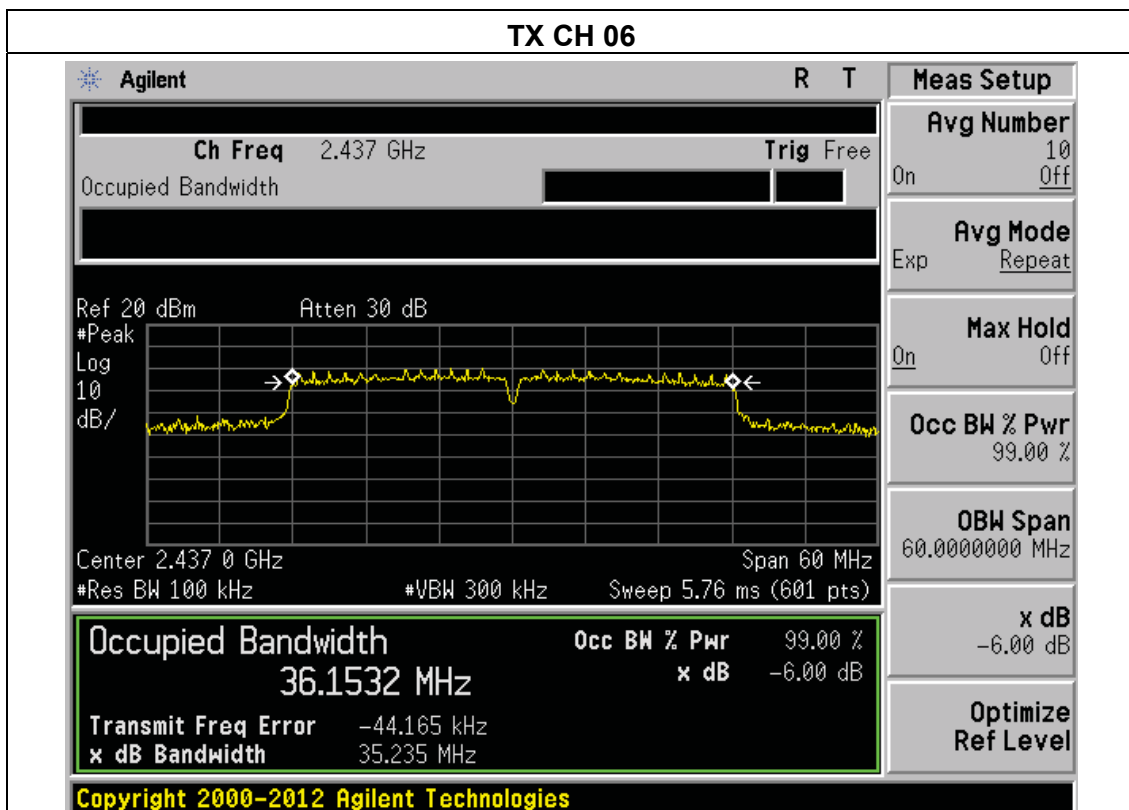 TX CH 06
Agilent R T
Ch Freq 2.437 GHz Trig Free
Occupied Bandwidth
Ref 20 dBm Atten 30 dB
#Peak
Log
10
dB/
Center 2.437 0 GHz Span 60 MHz
#Res BW 100 kHz #VBW 300 kHz Sweep 5.76 ms (601 pts)
Occupied Bandwidth Occ BW % Pwr 99.00 %
36.1532 MHz x dB -6.00 dB
Transmit Freq Error -44.165 kHz
x dB Bandwidth 35.235 MHz
Copyright 2000-2012 Agilent Technologies
Meas Setup
Avg Number
10
On Off
Avg Mode
Exp Repeat
Max Hold
On Off
Occ BW % Pwr
99.00 %
OBW Span
60.0000000 MHz
x dB
-6.00 dB
Optimize
Ref Level